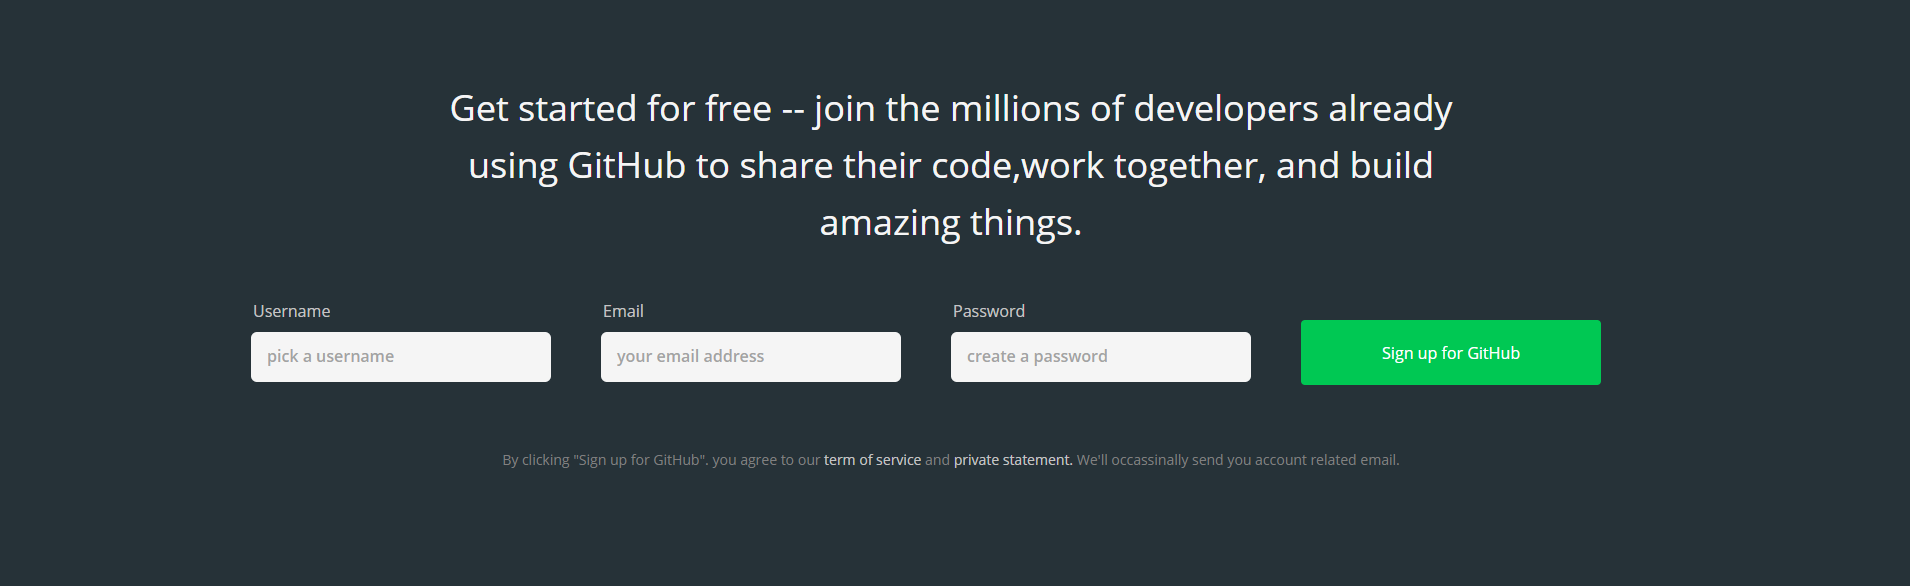 Get started for free -- join the millions of developers already
using GitHub to share their code,work together, and build
amazing things.
Username
Email
Password
pick a username
your email address
create a password
Sign up for GitHub
By clicking "Sign up for GitHub". you agree to our term of service and private statement. We'll occassinally send you account related email.